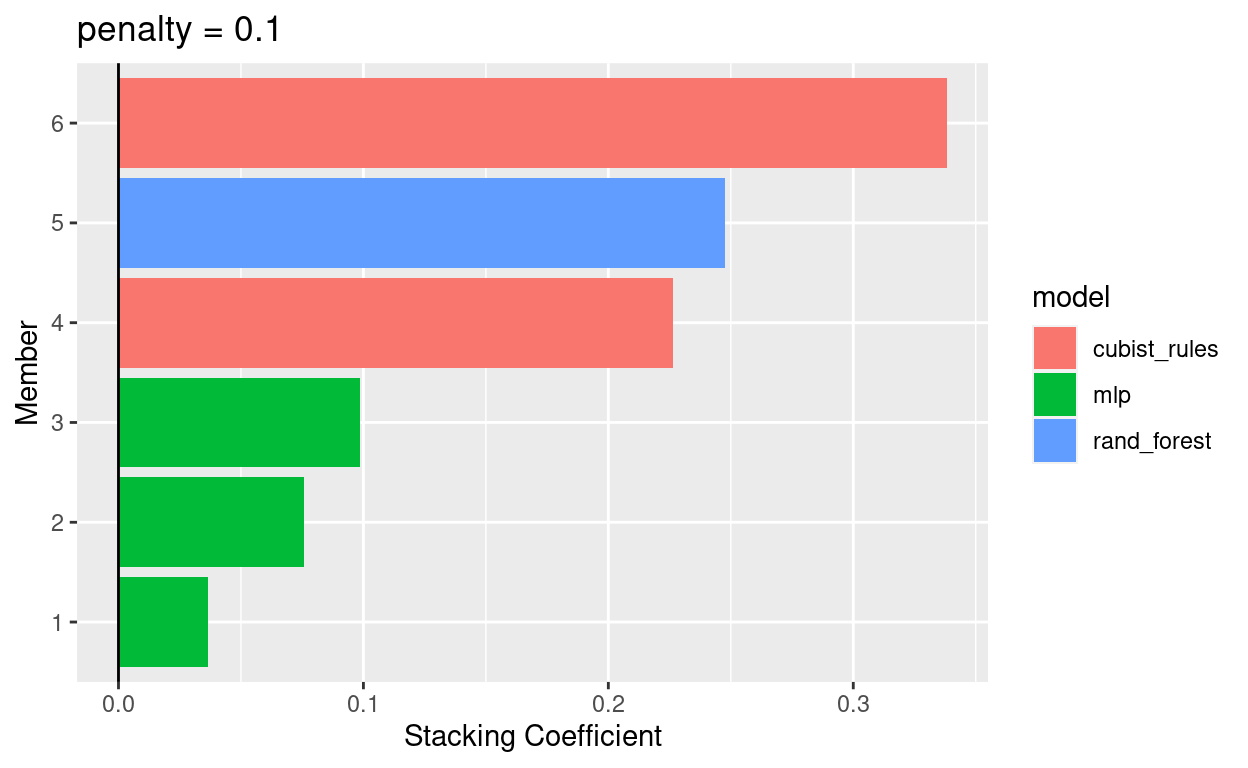 penalty = 0.1
6
5
4
3
2
1
Member
0.0 0.1 0.2 0.3
Stacking Coefficient
model
cubist_rules
mlp
rand_forest